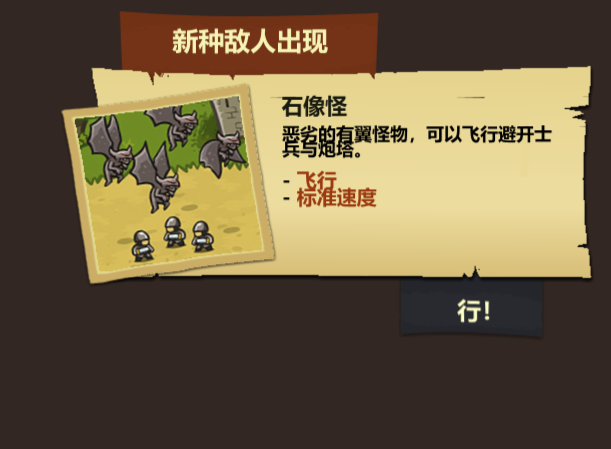 新种敌人出现
石像怪
恶劣的有翼怪物，可以飞行避开士
兵与炮塔。
- 飞行
- 标准速度
行！